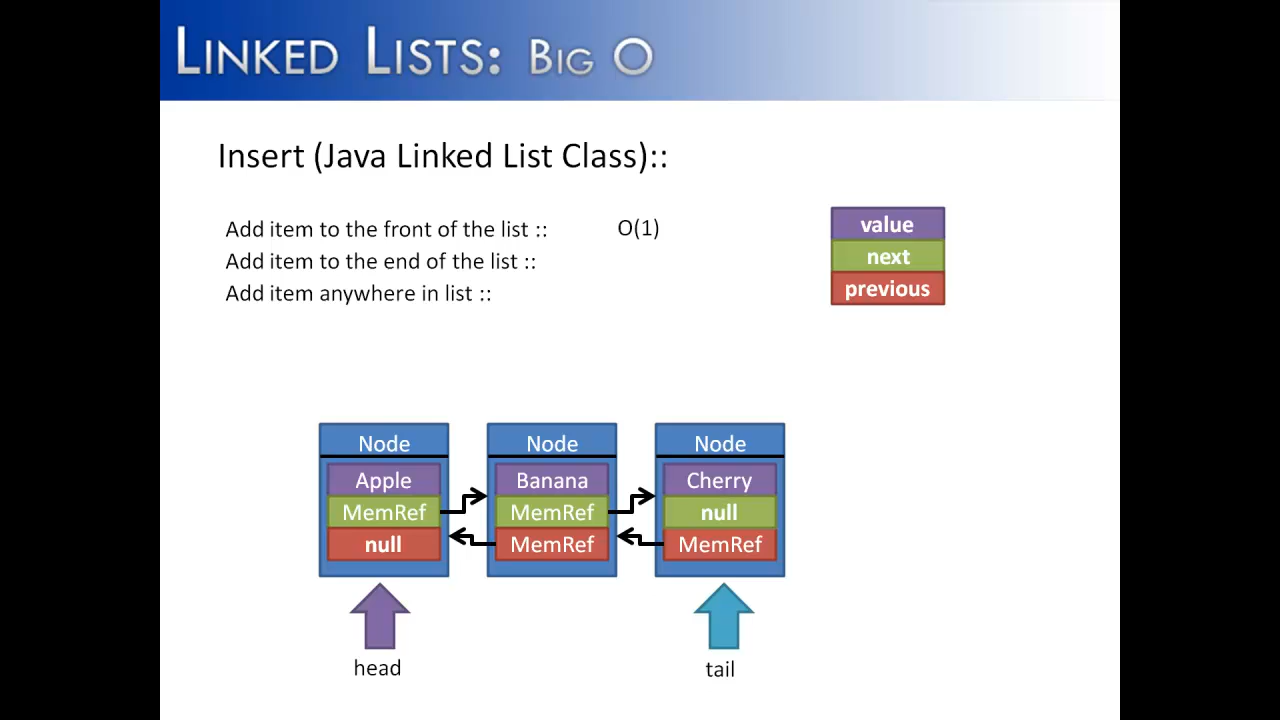 LINKED LISTS: BIG O
Insert (Java Linked List Class)::
Add item to the front of the list :: O(1)
Add item to the end of the list ::
Add item anywhere in list ::
value
next
previous
Node Node Node
Apple Banana Cherry
MemRef MemRef null
null MemRef MemRef
head tail